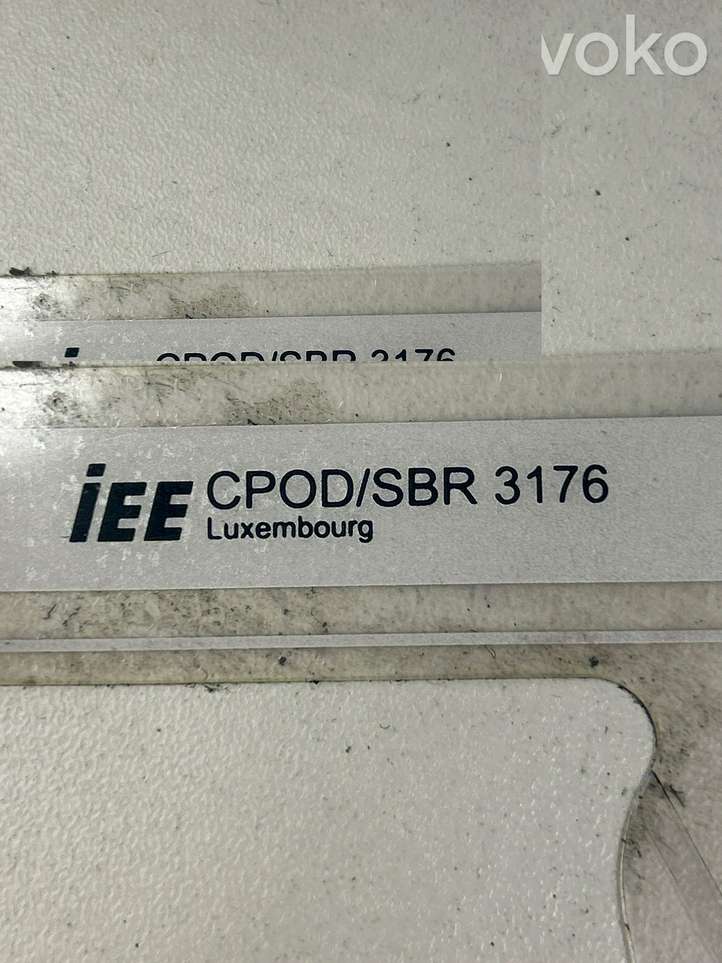 voko
CPOD/SBR 3176
iEE CPOD/SBR 3176
Luxembourg